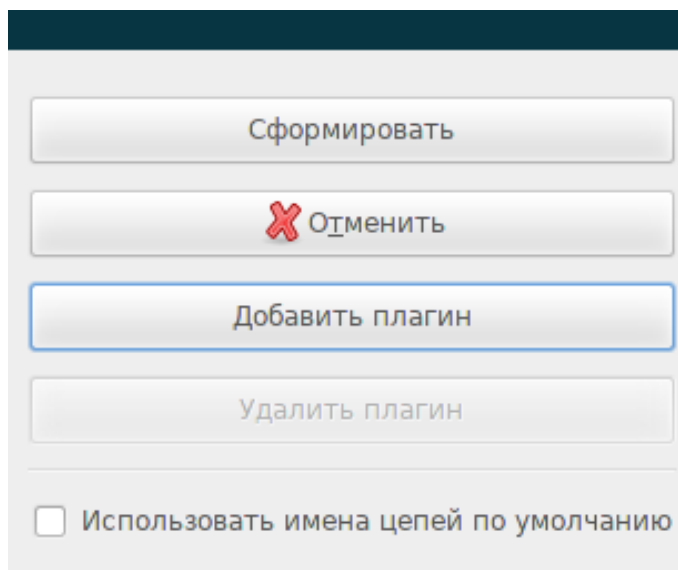 Сформировать
Отменить
Добавить плагин
Удалить плагин
Использовать имена цепей по умолчанию